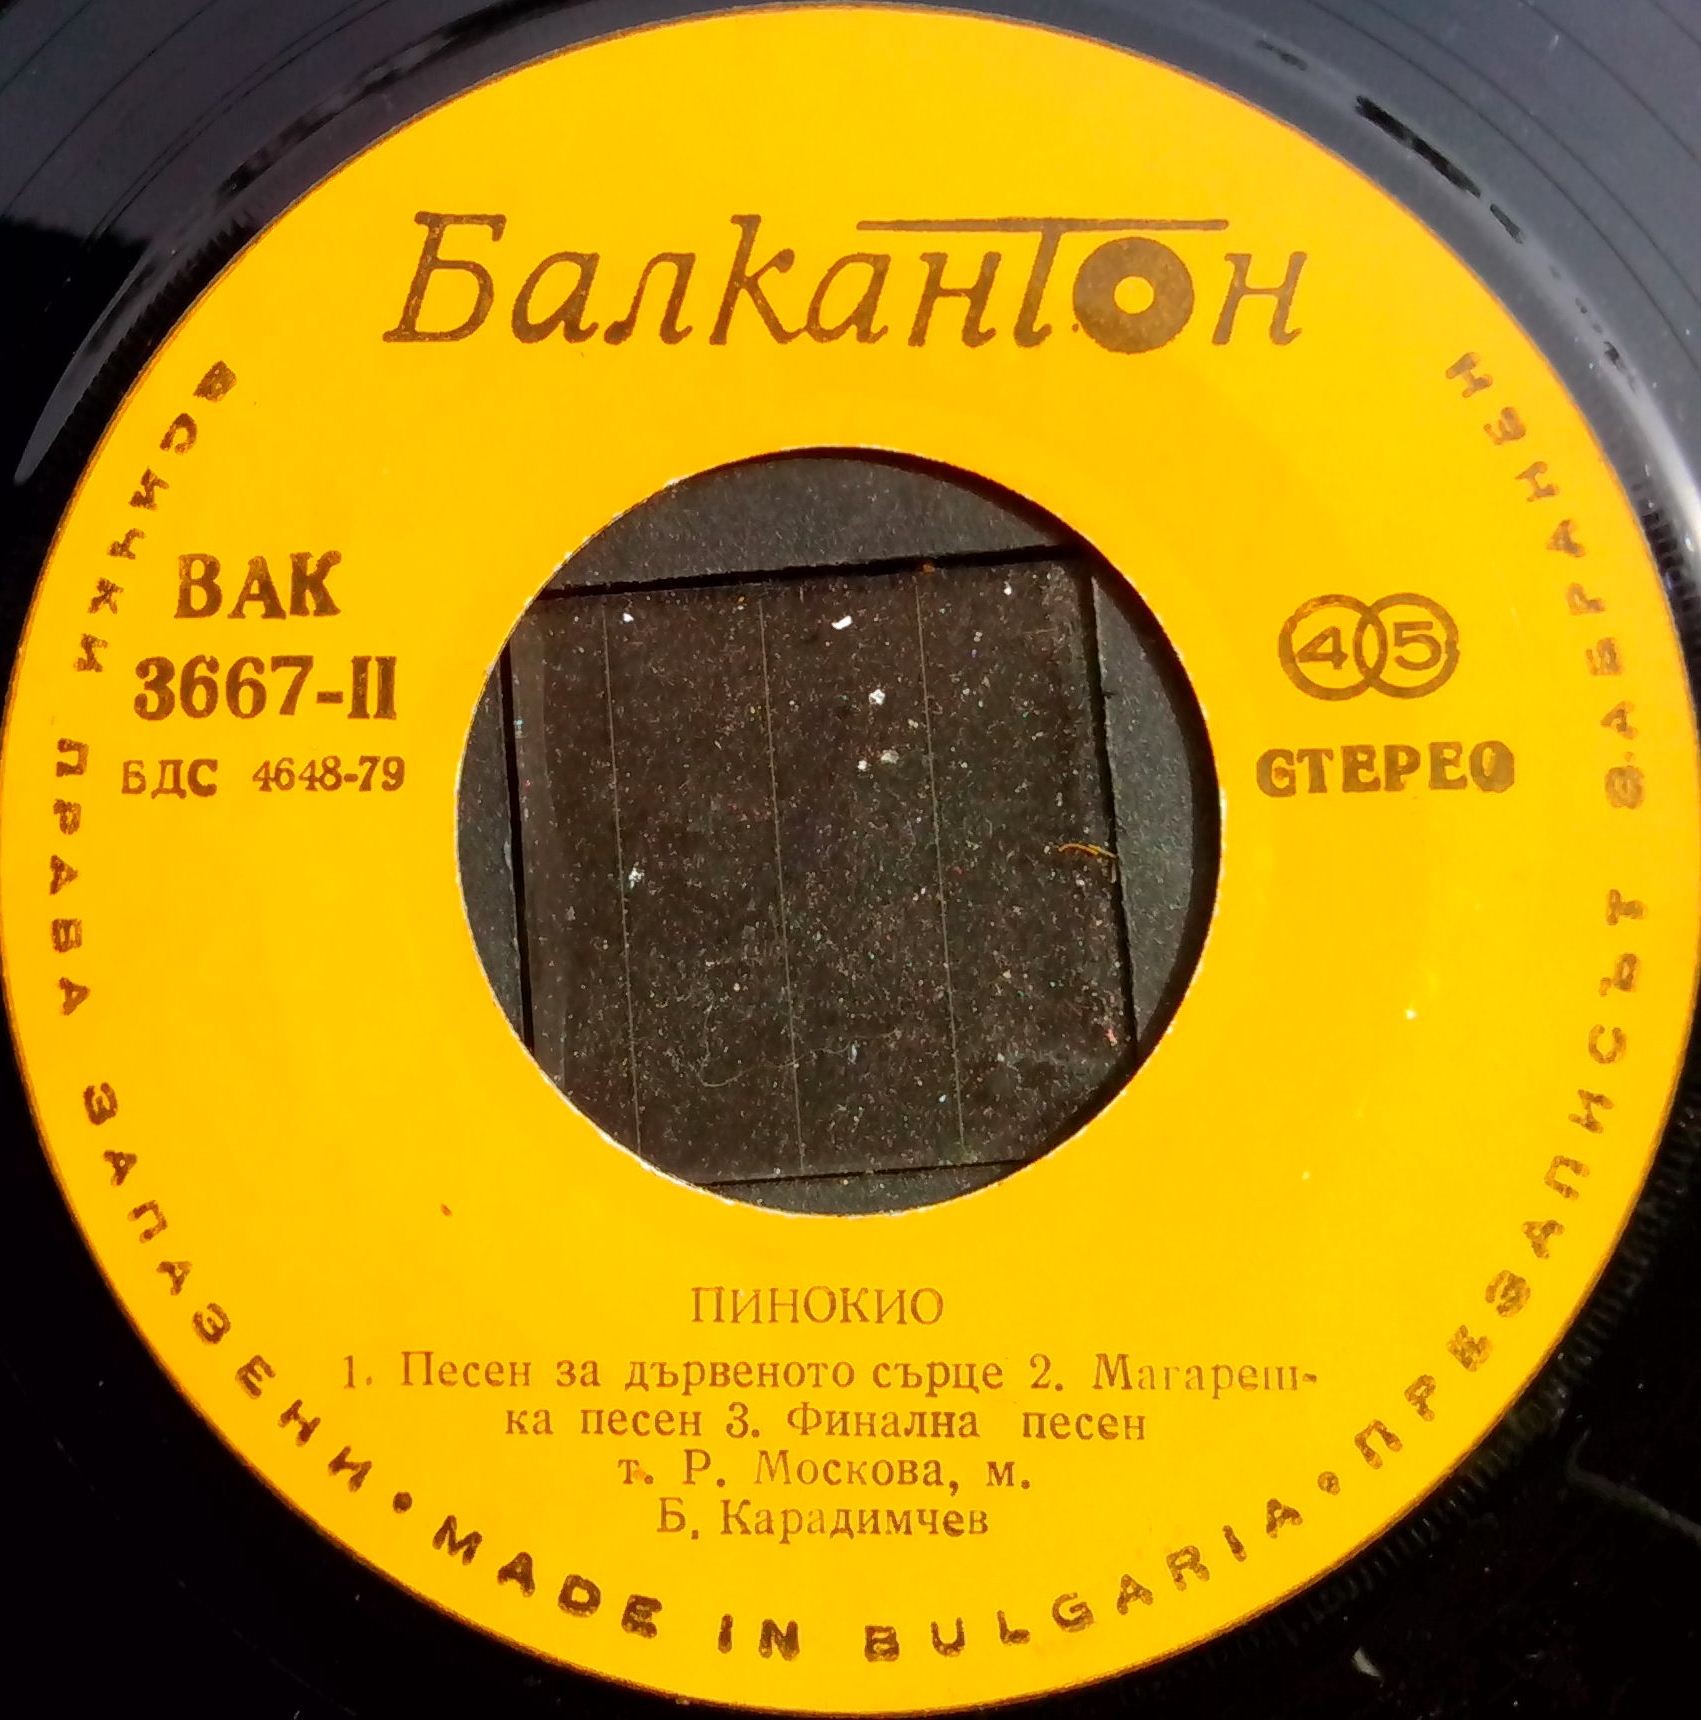 Балкантон
ВАК
3667-II
БДС 4648-79
45
СТЕРЕО
ПИНОКИО
1. Песен за дървеното сърце 2. Магареш-
ка песен 3. Финална песен
т. Р. Москова, м.
Б. Карадимчев
ВСИЧКИ ПРАВА ЗАПАЗЕНИ • MADE IN BULGARIA • ПРЕЗАПИСЪТ ЗАБРАНЕН